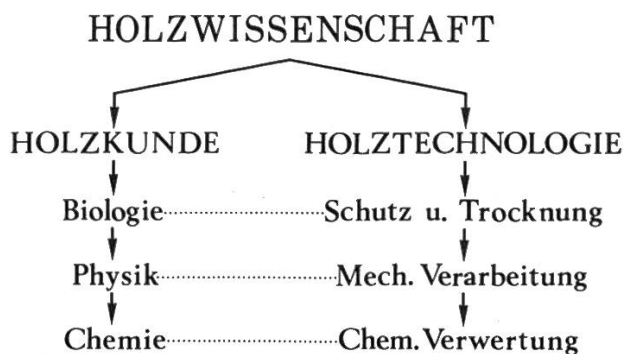 HOLZWISSENSCHAFT
HOLZKUNDE HOLZTECHNOLOGIE
Biologie Schutz u. Trocknung
Physik Mech. Verarbeitung
Chemie Chem. Verwertung